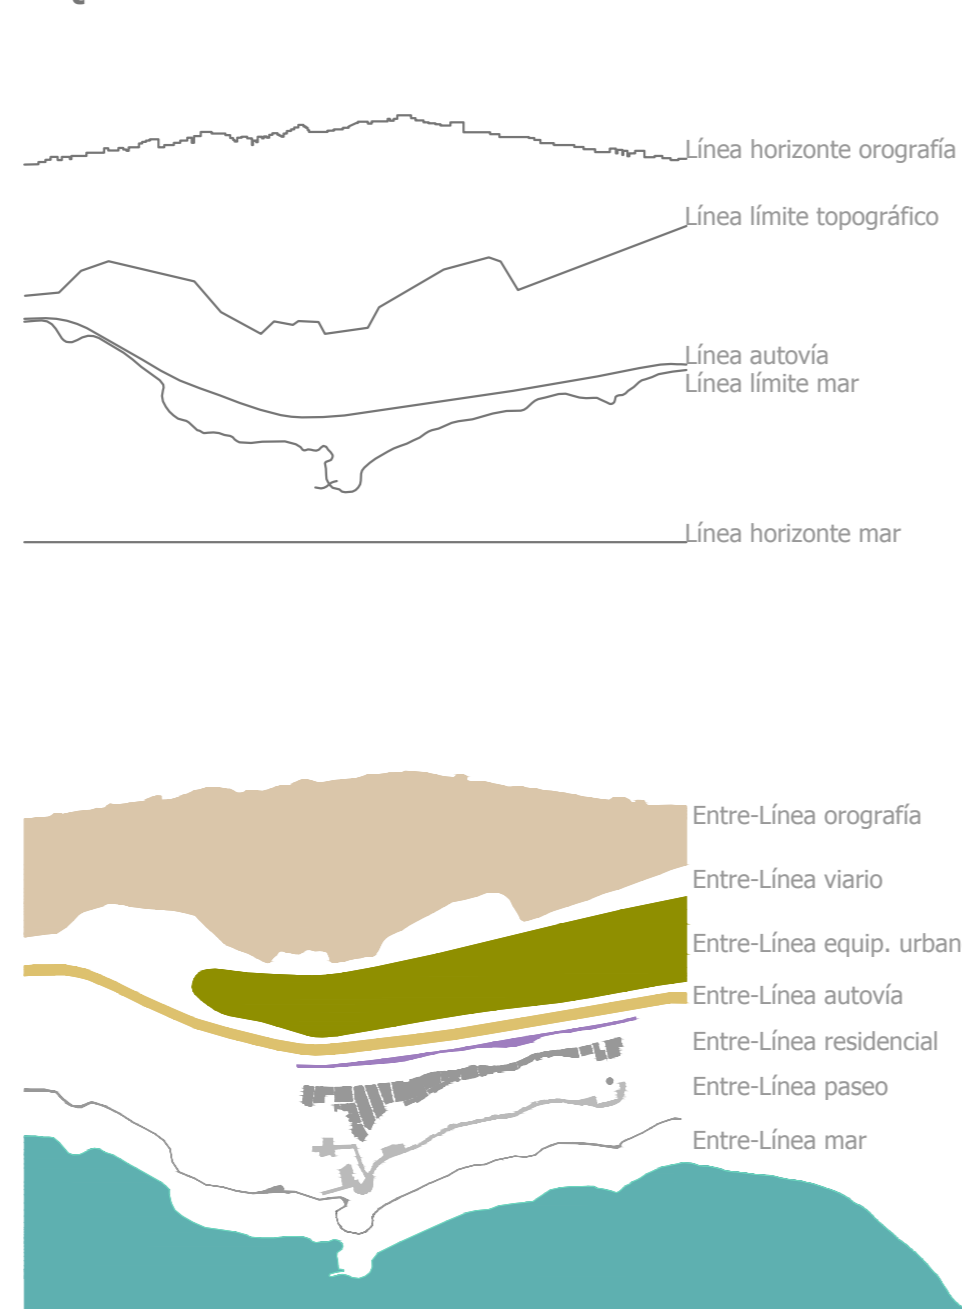 Línea horizonte orografía
Línea límite topográfico
Línea autovía
Línea límite mar
Línea horizonte mar
Entre-Línea orografía
Entre-Línea viario
Entre-Línea equip. urban
Entre-Línea autovía
Entre-Línea residencial
Entre-Línea paseo
Entre-Línea mar